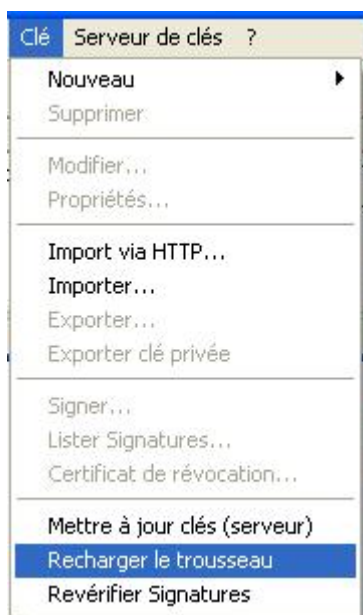 Clé Serveur de clés ?
Nouveau
Supprimer
Modifier...
Propriétés...
Import via HTTP...
Importer...
Exporter...
Exporter clé privée
Signer...
Lister Signatures...
Certificat de révocation...
Mettre à jour clés (serveur)
Recharger le trousseau
Revérifier Signatures